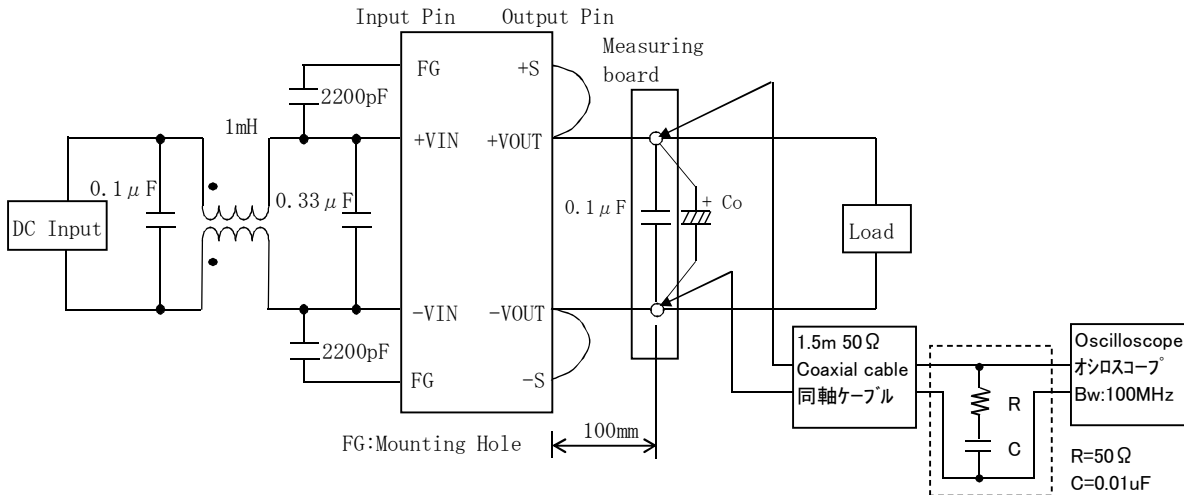 Input Pin
Output Pin
Measuring
board
FG
+S
2200pF
1mH
+VIN
+VOUT
0.1μF
0.33μF
0.1μF
+ Co
DC Input
Load
−VIN
−VOUT
2200pF
FG
−S
1.5m 50Ω
Coaxial cable
同軸ケーブル
Oscilloscope
オシロスコープ
Bw:100MHz
R
C
FG:Mounting Hole
100mm
R=50Ω
C=0.01uF